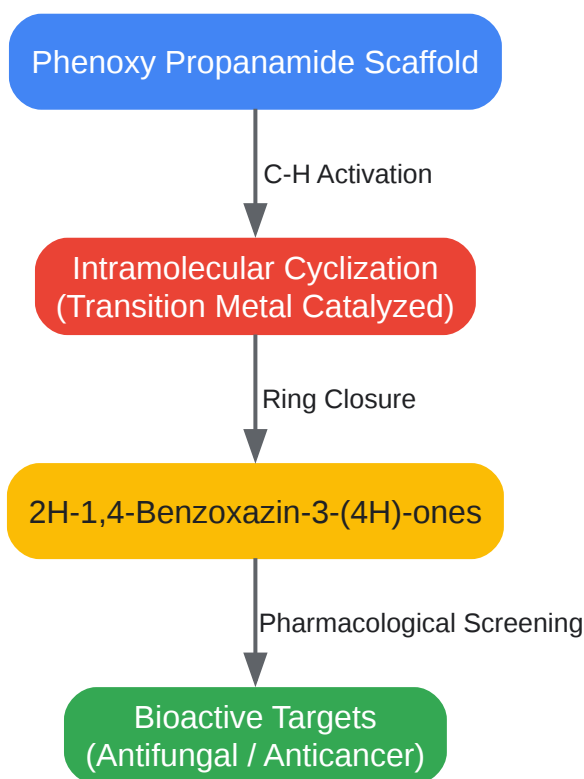 Phenoxy Propanamide Scaffold
C-H Activation
Intramolecular Cyclization
(Transition Metal Catalyzed)
Ring Closure
2H-1,4-Benzoxazin-3-(4H)-ones
Pharmacological Screening
Bioactive Targets
(Antifungal / Anticancer)